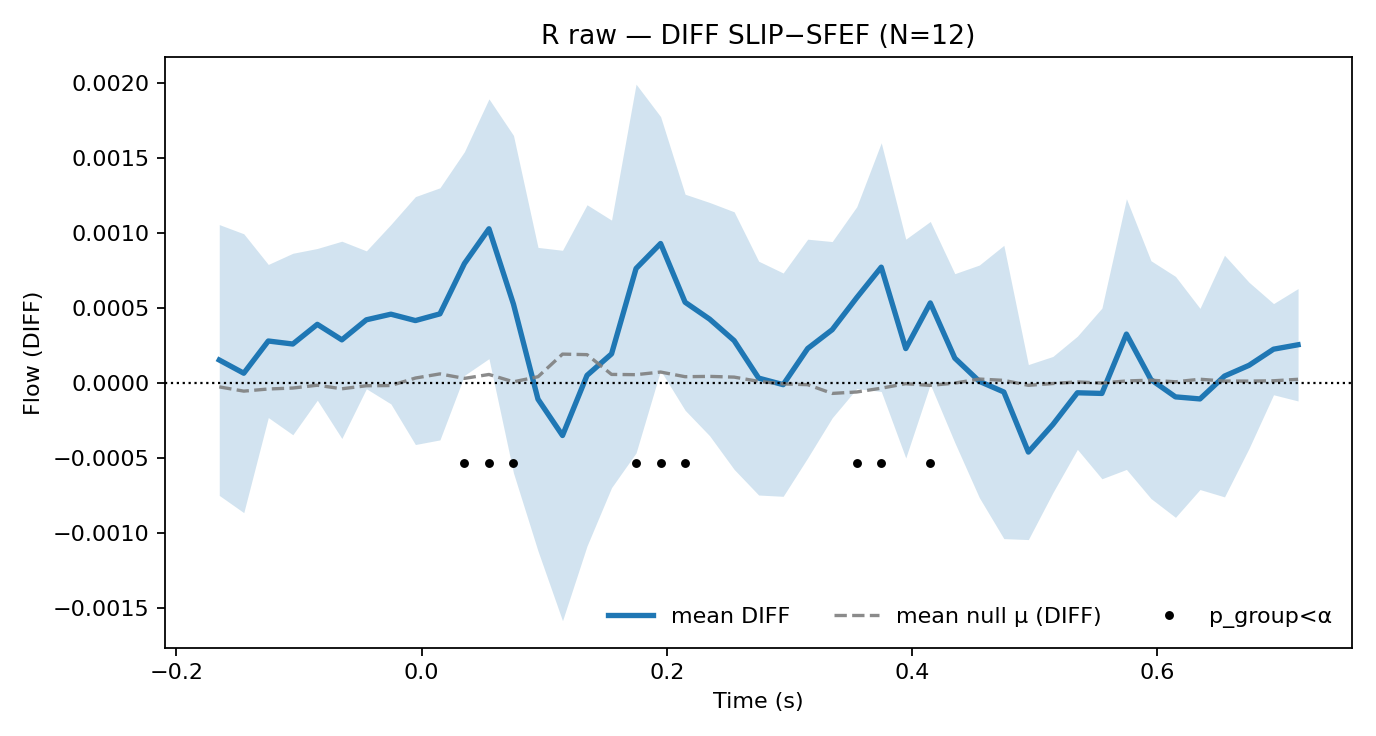 R raw — DIFF SLIP−SFEF (N=12)
0.0020
0.0015
0.0010
0.0005
0.0000
−0.0005
−0.0010
−0.0015
Flow (DIFF)
mean DIFF
mean null μ (DIFF)
p_group<α
−0.2
0.0
0.2
0.4
0.6
Time (s)